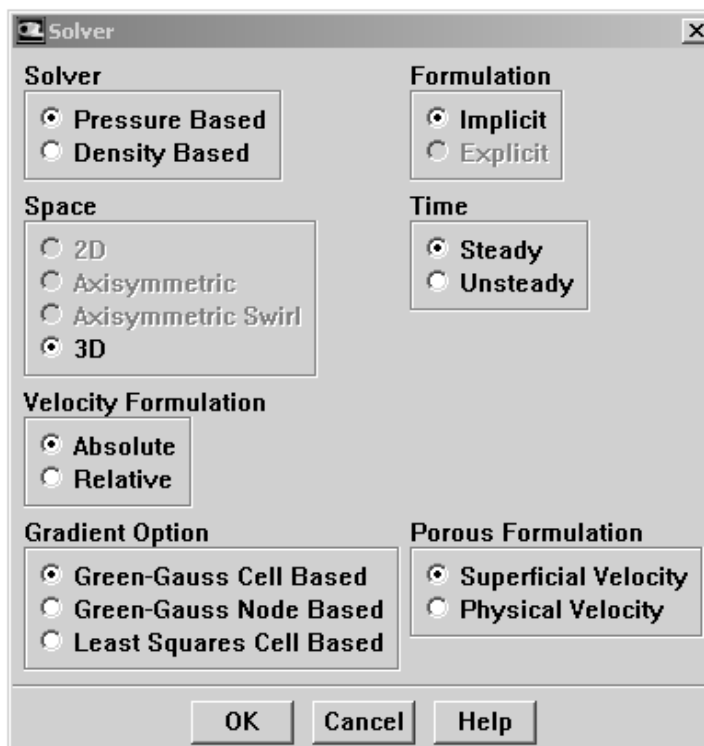 Solver
Solver
Pressure Based
Density Based
Formulation
Implicit
Explicit
Space
2D
Axisymmetric
Axisymmetric Swirl
3D
Time
Steady
Unsteady
Velocity Formulation
Absolute
Relative
Gradient Option
Green-Gauss Cell Based
Green-Gauss Node Based
Least Squares Cell Based
Porous Formulation
Superficial Velocity
Physical Velocity
OK
Cancel
Help